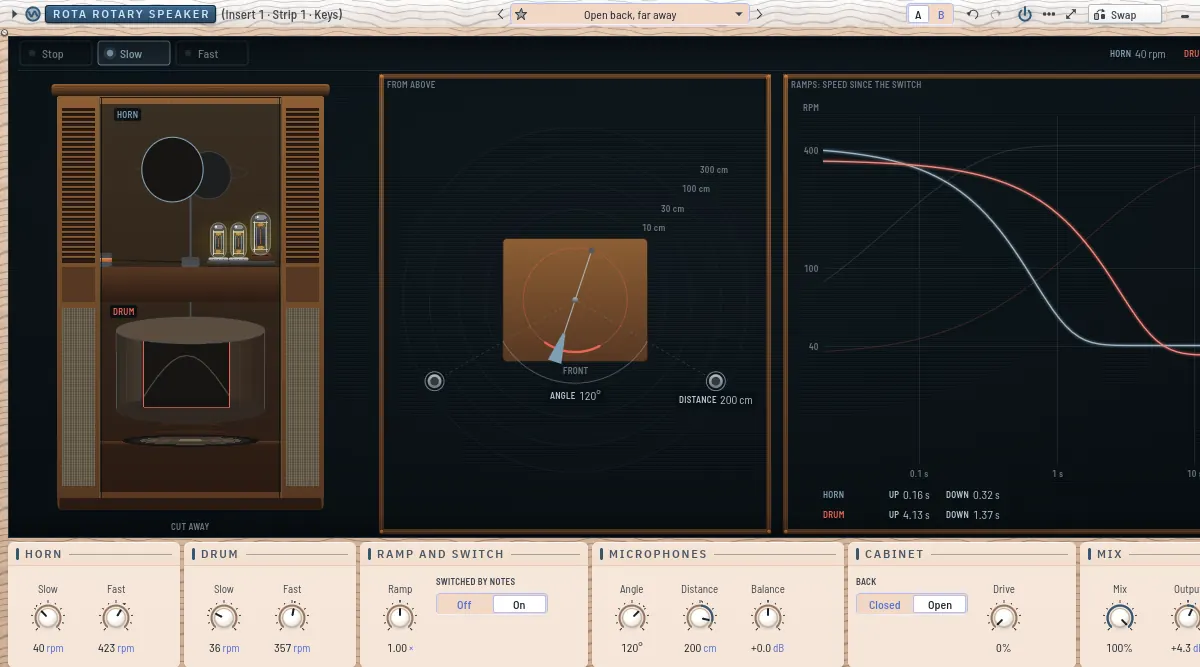 ROTA ROTARY SPEAKER (Insert 1 · Strip 1 · Keys) Open back, far away A B Swap
Stop Slow Fast HORN 40 rpm DRU
FROM ABOVE RAMPS: SPEED SINCE THE SWITCH
HORN
RPM
400
300 cm
100 cm
30 cm
10 cm
100
DRUM
40
FRONT
ANGLE 120° DISTANCE 200 cm
0.1 s 1 s 10
HORN UP 0.16 s DOWN 0.32 s
DRUM UP 4.13 s DOWN 1.37 s
CUT AWAY
HORN DRUM RAMP AND SWITCH MICROPHONES CABINET MIX
SWITCHED BY NOTES BACK
Slow Fast Slow Fast Ramp Angle Distance Balance Drive Mix Output
Off On Closed Open
40 rpm 423 rpm 36 rpm 357 rpm 1.00 × 120° 200 cm +0.0 dB 0% 100% +4.3 d